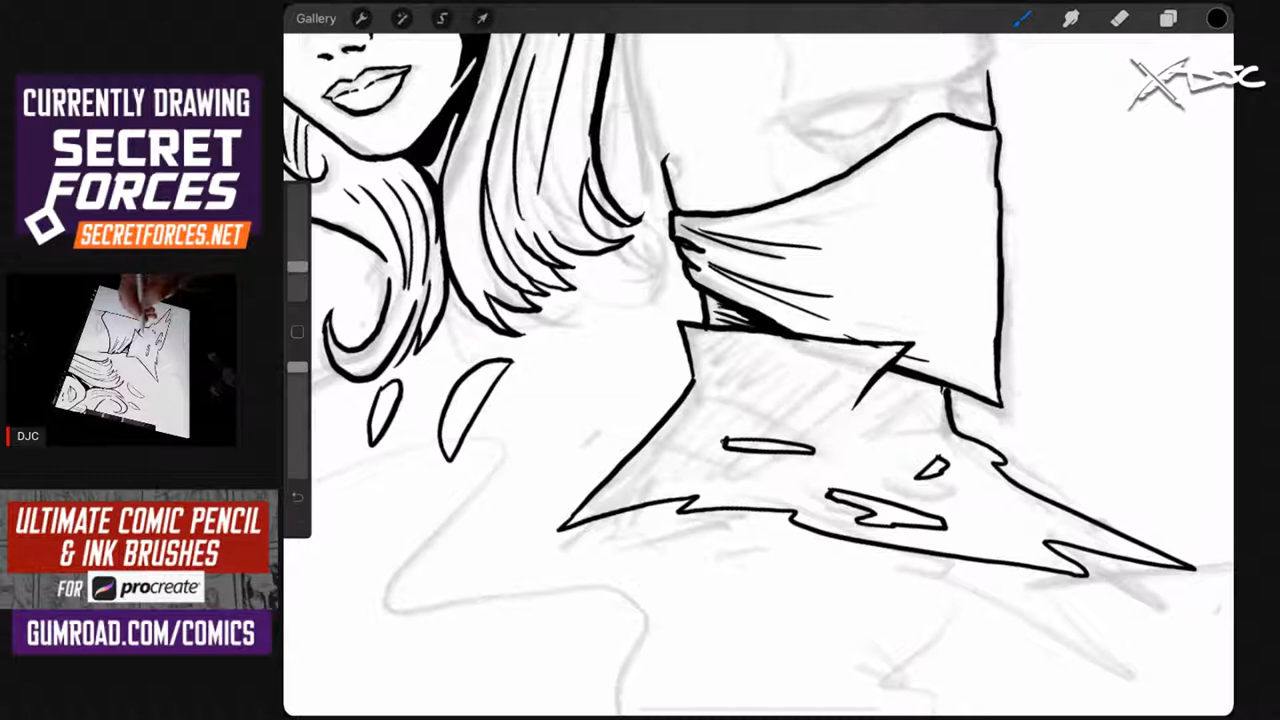 CURRENTLY DRAWING
SECRET
FORCES
SECRETFORCES.NET
DJC
ULTIMATE COMIC PENCIL
& INK BRUSHES
FOR procreate
GUMROAD.COM/COMICS
Gallery